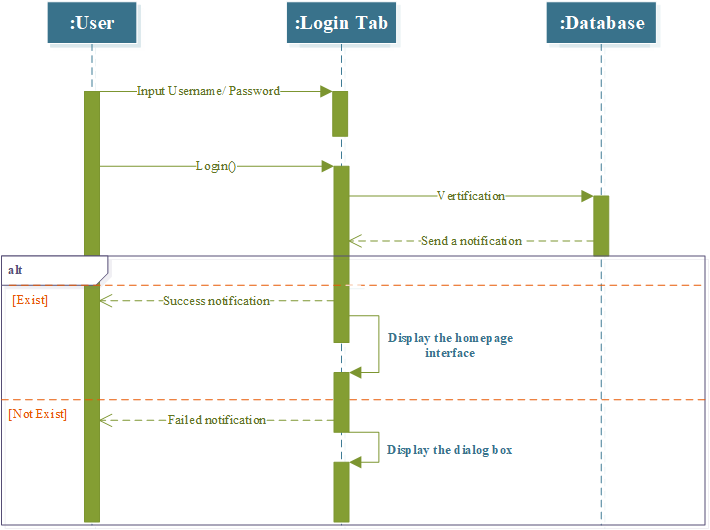 :User
:Login Tab
:Database
Input Username/ Password
Login()
Vertification
Send a notification
alt
[Exist]
Success notification
Display the homepage
interface
[Not Exist]
Failed notification
Display the dialog box